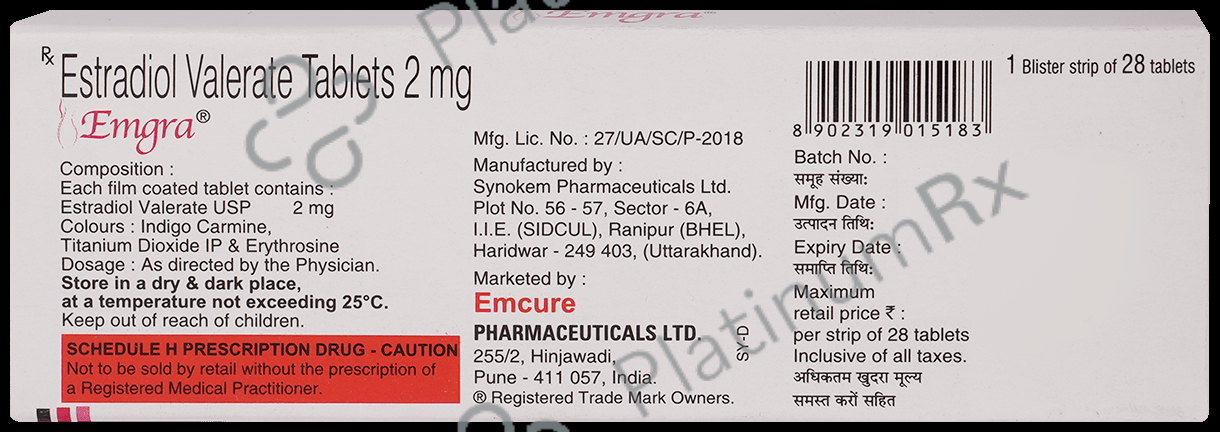 Emgra
Rx Estradiol Valerate Tablets 2 mg
Emgra®
Composition :
Each film coated tablet contains :
Estradiol Valerate USP 2 mg
Colours : Indigo Carmine,
Titanium Dioxide IP & Erythrosine
Dosage : As directed by the Physician.
Store in a dry & dark place,
at a temperature not exceeding 25°C.
Keep out of reach of children.
SCHEDULE H PRESCRIPTION DRUG - CAUTION
Not to be sold by retail without the prescription of
a Registered Medical Practitioner.
Mfg. Lic. No. : 27/UA/SC/P-2018
Manufactured by :
Synokem Pharmaceuticals Ltd.
Plot No. 56 - 57, Sector - 6A,
I.I.E. (SIDCUL), Ranipur (BHEL),
Haridwar - 249 403, (Uttarakhand).
Marketed by :
Emcure
PHARMACEUTICALS LTD.
255/2, Hinjawadi,
Pune - 411 057, India.
® Registered Trade Mark Owners.
SY-D
8 902319 015183
1 Blister strip of 28 tablets
Batch No. :
समूह संख्या:
Mfg. Date :
उत्पादन तिथि:
Expiry Date :
समाप्ति तिथि:
Maximum
retail price ₹ :
per strip of 28 tablets
Inclusive of all taxes.
अधिकतम खुदरा मूल्य
समस्त करों सहित
PlatinumRx